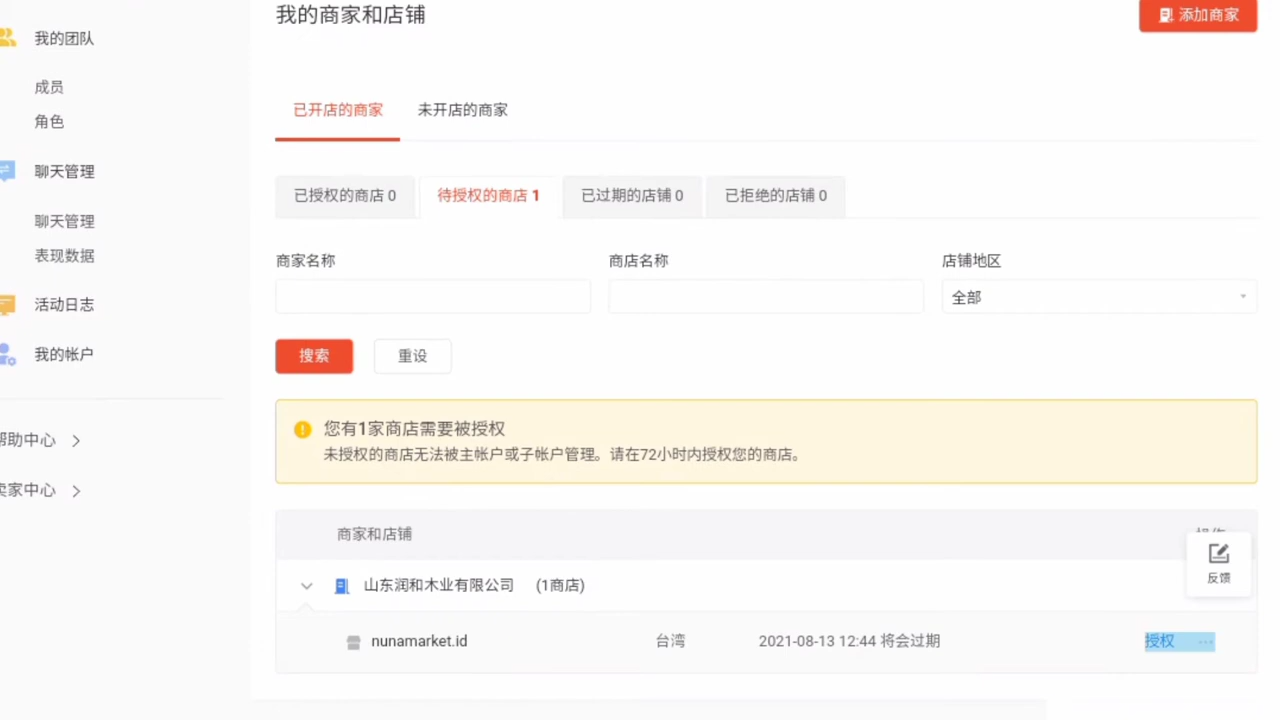 我的商家和店铺
添加商家
我的团队
成员
角色
聊天管理
聊天管理
表现数据
活动日志
我的帐户
帮助中心
卖家中心
已开店的商家 未开店的商家
已授权的商店 0 待授权的商店 1 已过期的店铺 0 已拒绝的店铺 0
商家名称 商店名称 店铺地区
全部
搜索 重设
您有1家商店需要被授权
未授权的商店无法被主帐户或子帐户管理。请在72小时内授权您的商店。
商家和店铺 操作
反馈
山东润和木业有限公司 (1商店)
nunamarket.id 台湾 2021-08-13 12:44 将会过期 授权 ...